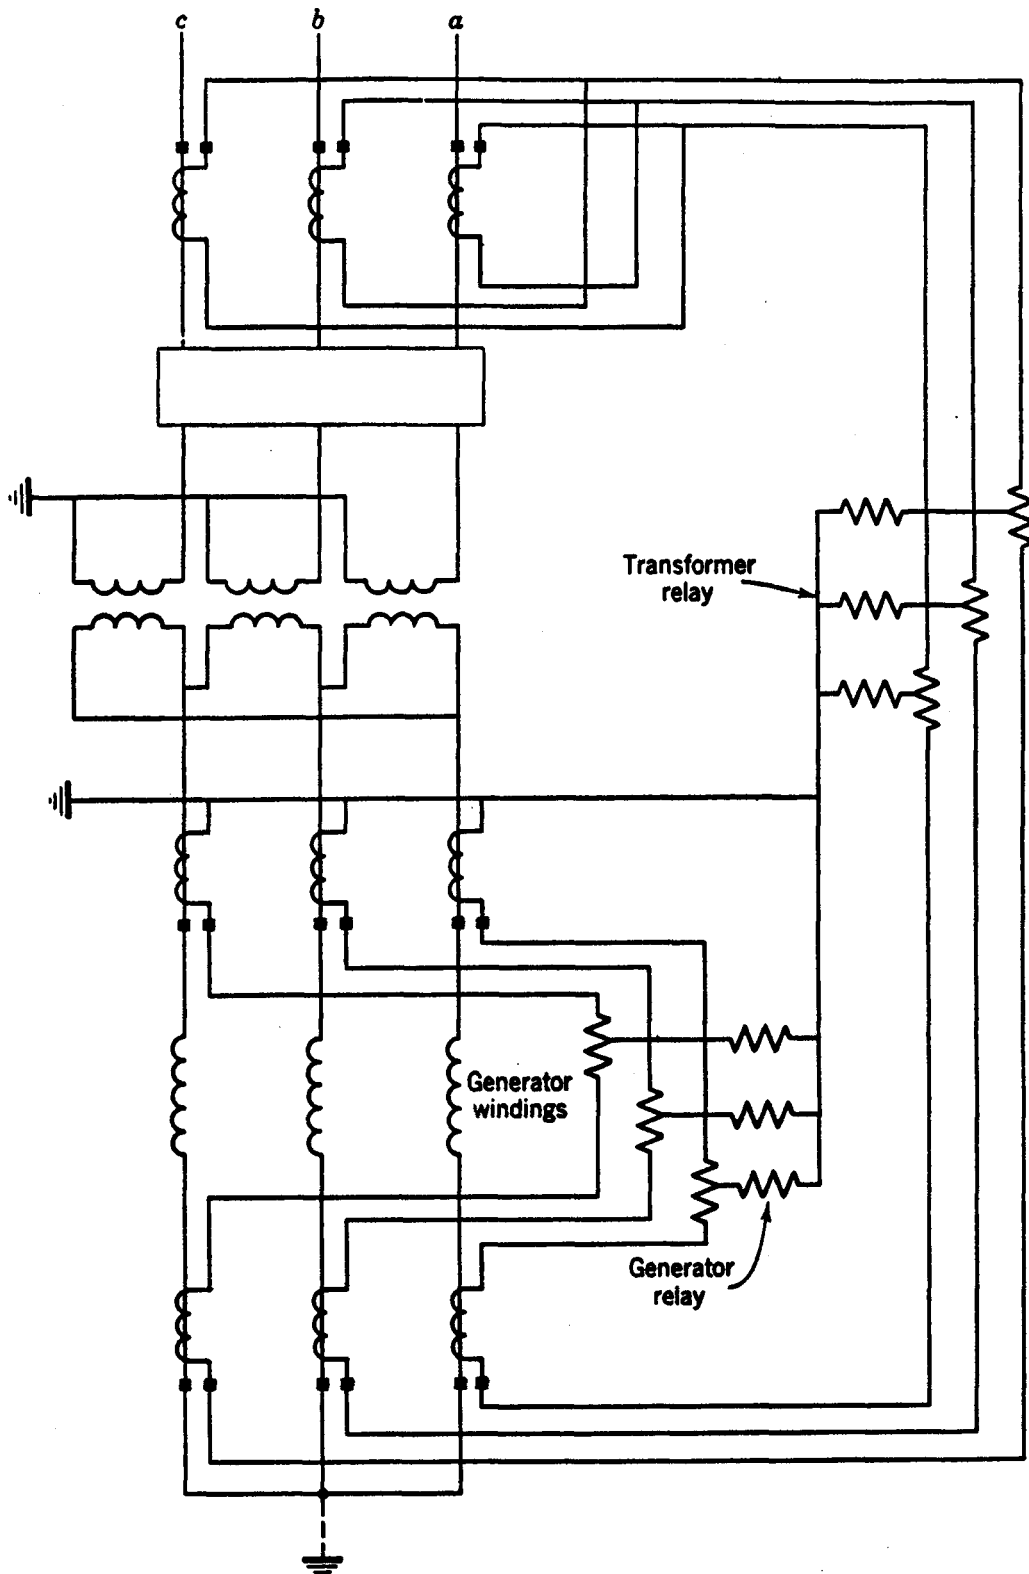 c b a
Transformer
relay
Generator
windings
Generator
relay